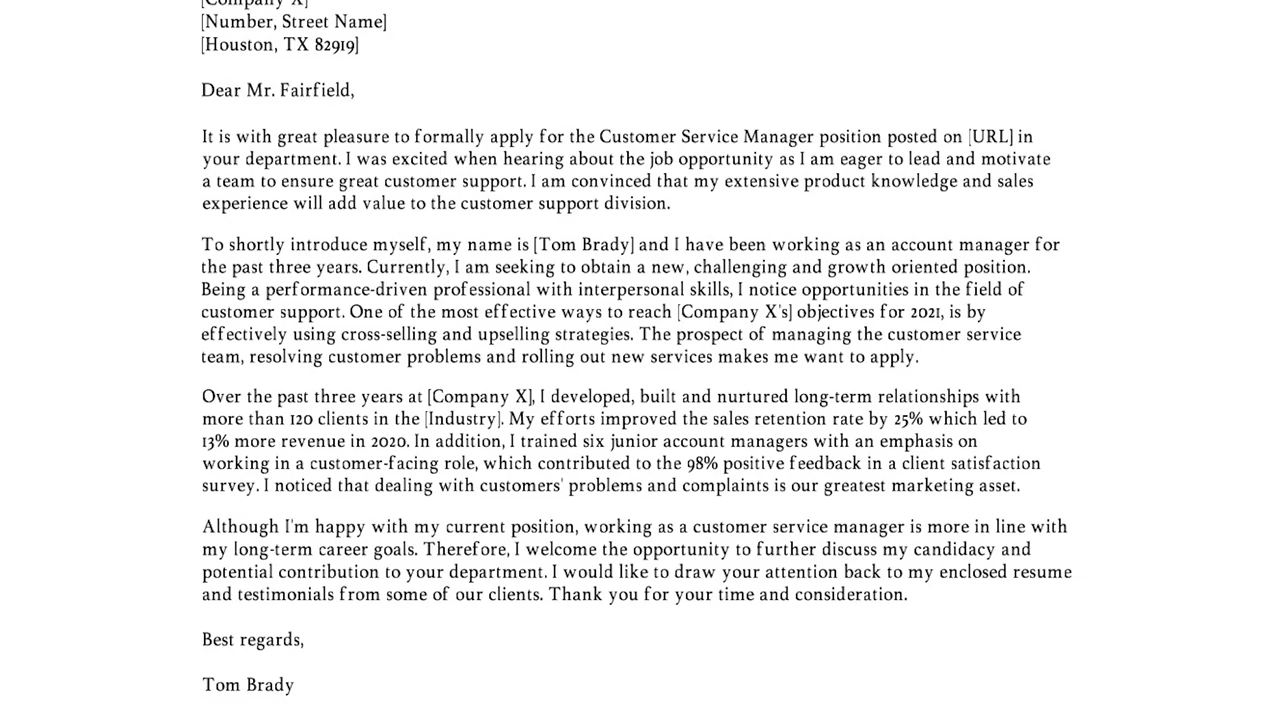 [Company X]
[Number, Street Name]
[Houston, TX 82919]
Dear Mr. Fairfield,
It is with great pleasure to formally apply for the Customer Service Manager position posted on [URL] in
your department. I was excited when hearing about the job opportunity as I am eager to lead and motivate
a team to ensure great customer support. I am convinced that my extensive product knowledge and sales
experience will add value to the customer support division.
To shortly introduce myself, my name is [Tom Brady] and I have been working as an account manager for
the past three years. Currently, I am seeking to obtain a new, challenging and growth oriented position.
Being a performance-driven professional with interpersonal skills, I notice opportunities in the field of
customer support. One of the most effective ways to reach [Company X's] objectives for 2021, is by
effectively using cross-selling and upselling strategies. The prospect of managing the customer service
team, resolving customer problems and rolling out new services makes me want to apply.
Over the past three years at [Company X], I developed, built and nurtured long-term relationships with
more than 120 clients in the [Industry]. My efforts improved the sales retention rate by 25% which led to
13% more revenue in 2020. In addition, I trained six junior account managers with an emphasis on
working in a customer-facing role, which contributed to the 98% positive feedback in a client satisfaction
survey. I noticed that dealing with customers' problems and complaints is our greatest marketing asset.
Although I'm happy with my current position, working as a customer service manager is more in line with
my long-term career goals. Therefore, I welcome the opportunity to further discuss my candidacy and
potential contribution to your department. I would like to draw your attention back to my enclosed resume
and testimonials from some of our clients. Thank you for your time and consideration.
Best regards,
Tom Brady